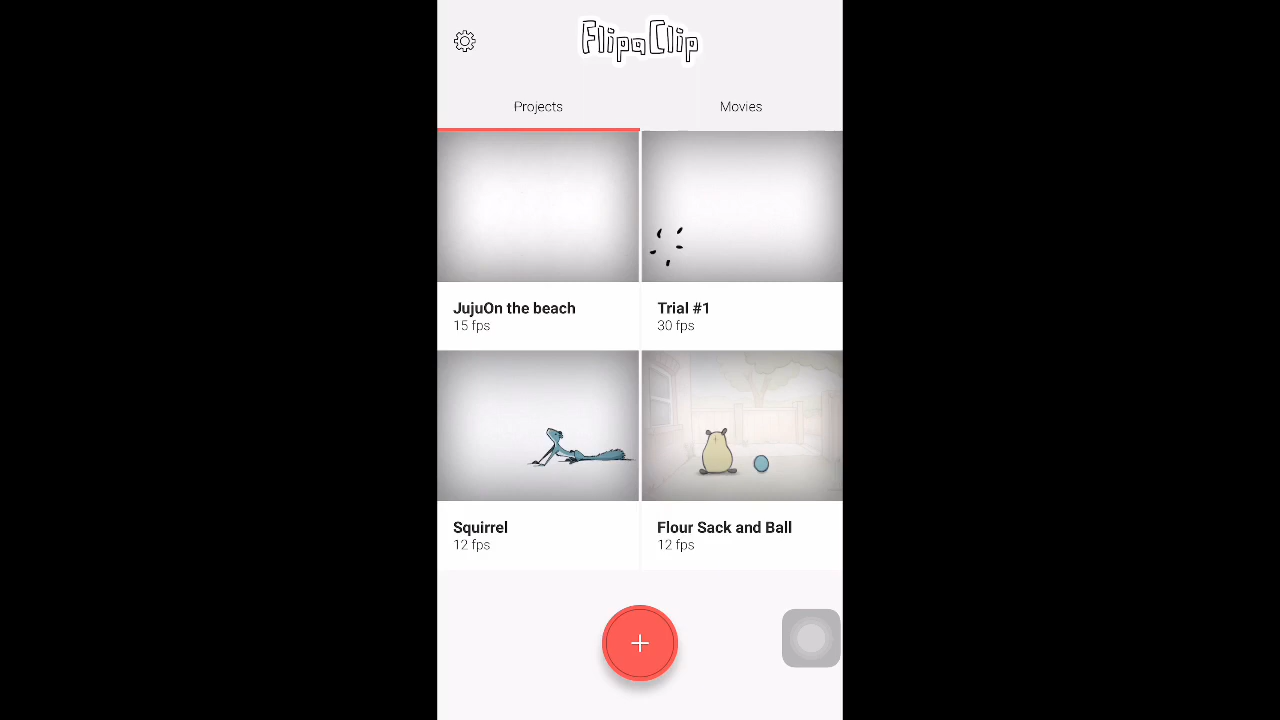 FlipaClip
Projects
Movies
JujuOn the beach
15 fps
Trial #1
30 fps
Squirrel
12 fps
Flour Sack and Ball
12 fps